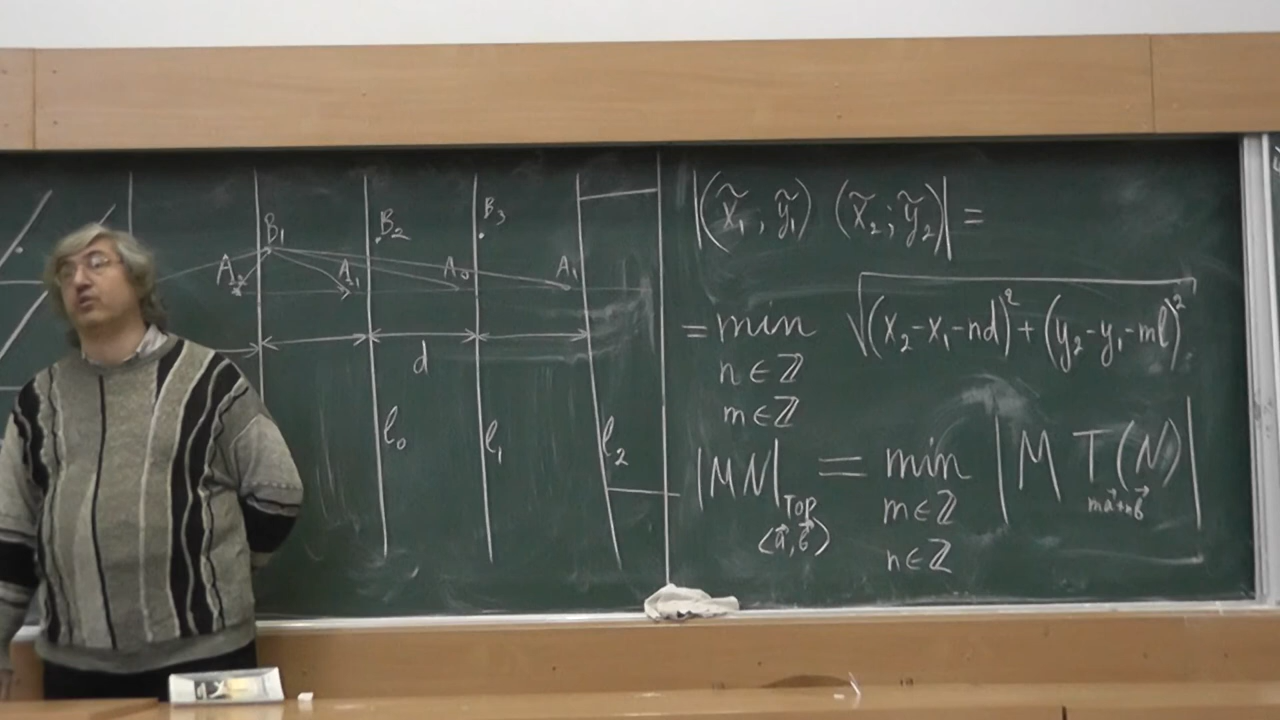 B₁ B₂ B₃
A₂ A₁ A₀ A₁
d
l₀ l₁ l₂
|(x̃₁; ỹ₁) (x̃₂; ỹ₂)| =
= min √((x₂-x₁-nd)² + (y₂-y₁-ml)²)
n ∈ ℤ
m ∈ ℤ
|MN| Тор ⟨a⃗, b⃗⟩ = min |M T(N)|
m ∈ ℤ ma⃗+nb⃗
n ∈ ℤ